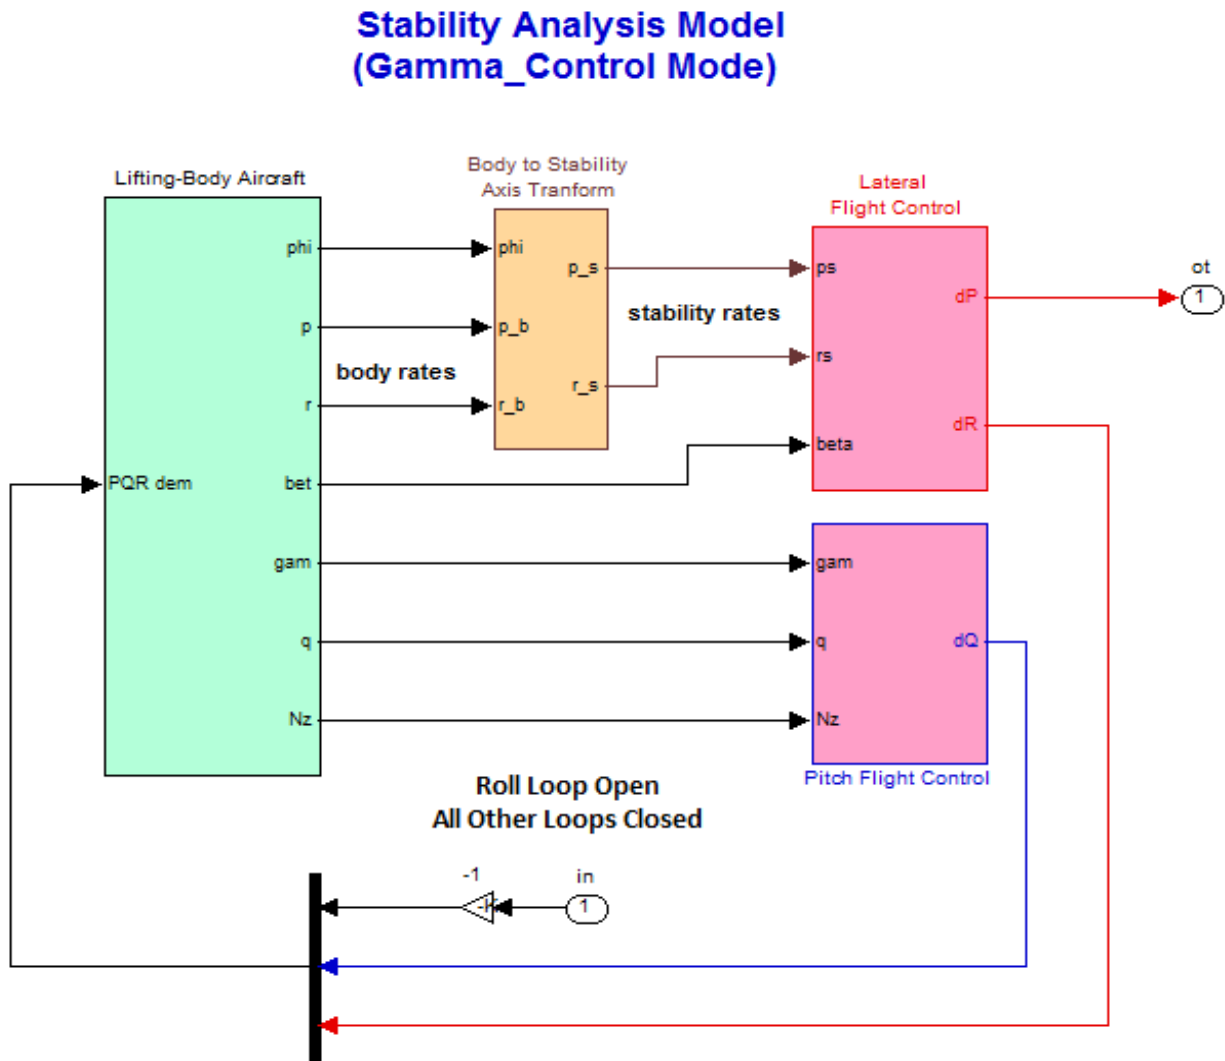 Stability Analysis Model
(Gamma_Control Mode)
Lifting-Body Aircraft
Body to Stability
Axis Tranform
Lateral
Flight Control
phi
p
r
bet
gam
q
Nz
PQR dem
body rates
phi
p_b
r_b
p_s
r_s
stability rates
ps
rs
beta
dP
dR
ot
1
gam
q
Nz
dQ
Pitch Flight Control
Roll Loop Open
All Other Loops Closed
-1
-K
in
1